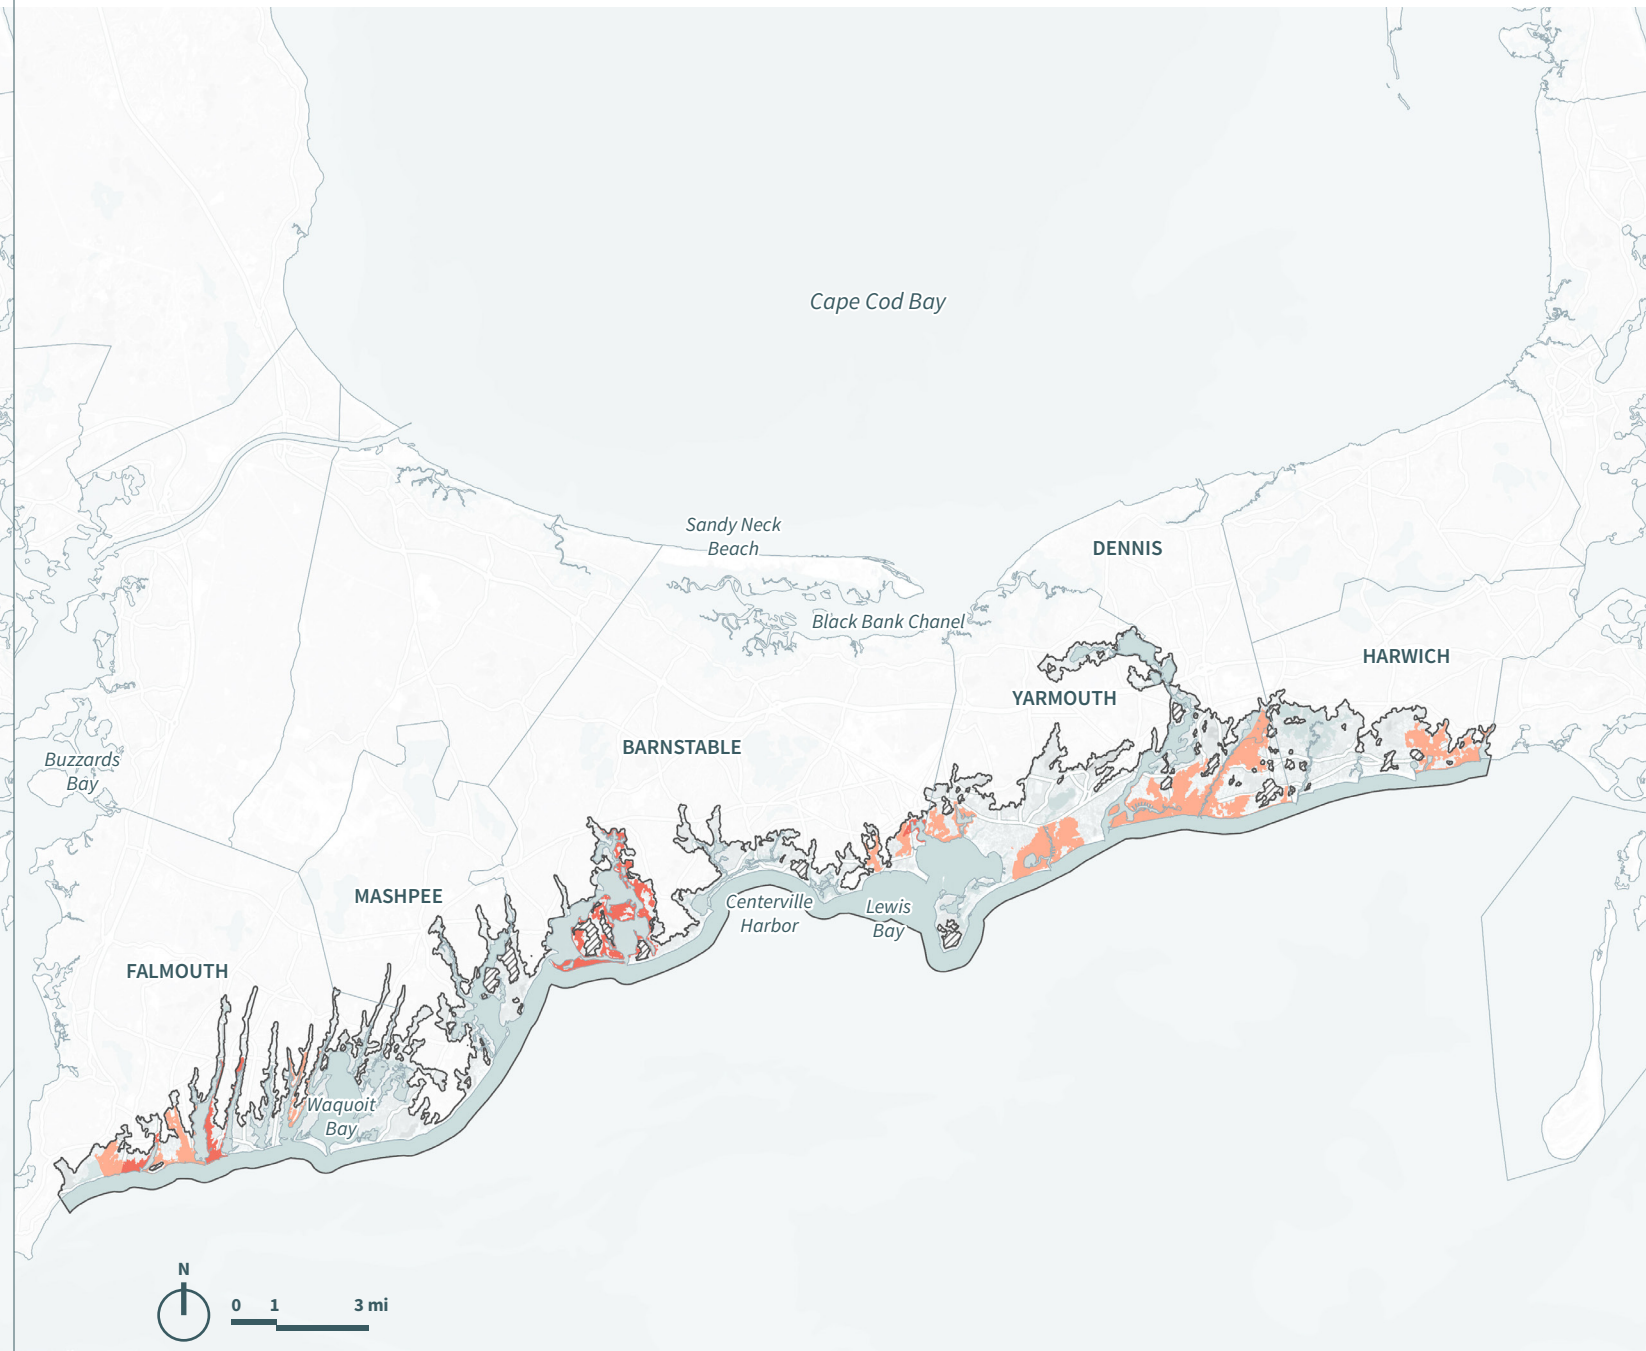 Cape Cod Bay
Sandy Neck
Beach
DENNIS
Black Bank Chanel
HARWICH
YARMOUTH
BARNSTABLE
Buzzards
Bay
MASHPEE
Centerville
Harbor
Lewis
Bay
FALMOUTH
Waquoit
Bay
N
0 1 3 mi